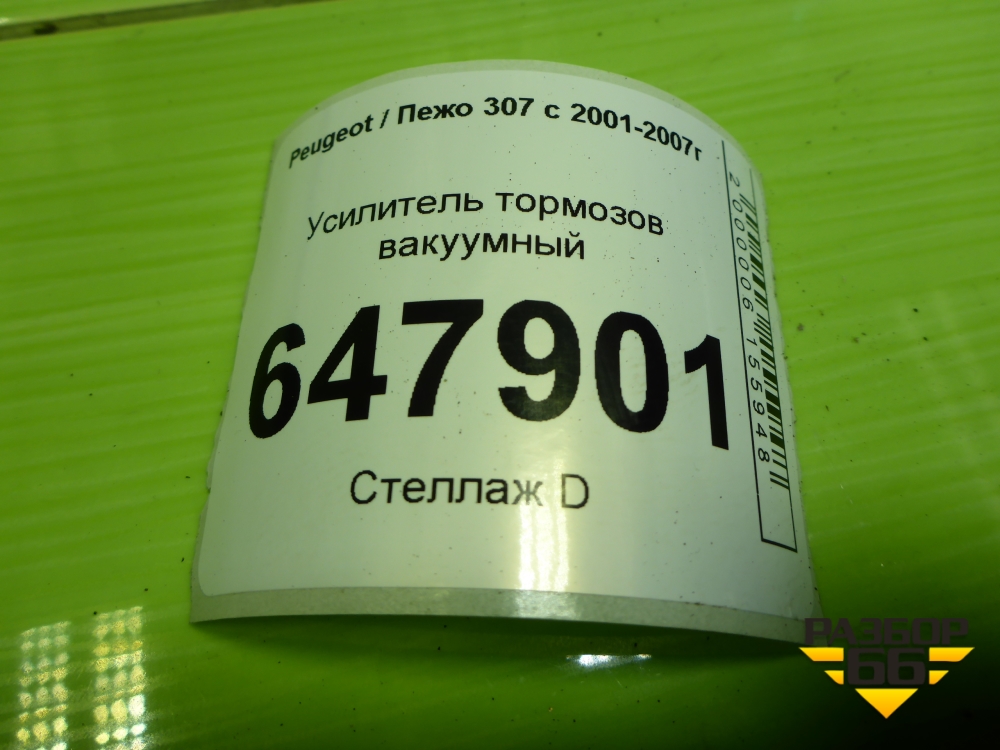 Peugeot / Пежо 307 с 2001-2007г
Усилитель тормозов
вакуумный
647901
Стеллаж D
2000006155948
РАЗБОР
66